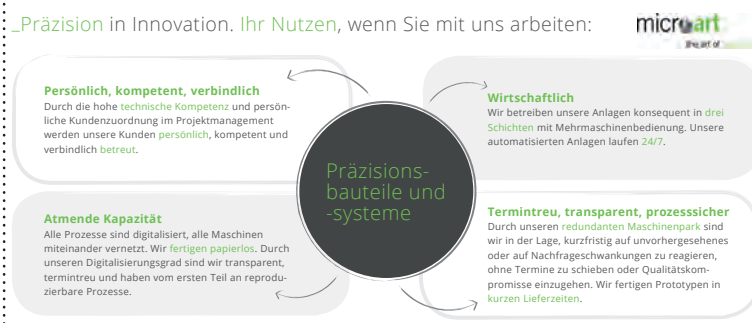 _Präzision in Innovation. Ihr Nutzen, wenn Sie mit uns arbeiten:
microart
the art of
Persönlich, kompetent, verbindlich
Durch die hohe technische Kompetenz und persön-
liche Kundenzuordnung im Projektmanagement
werden unsere Kunden persönlich, kompetent und
verbindlich betreut.
Wirtschaftlich
Wir betreiben unsere Anlagen konsequent in drei
Schichten mit Mehrmaschinenbedienung. Unsere
automatisierten Anlagen laufen 24/7.
Präzisions-
bauteile und
-systeme
Atmende Kapazität
Alle Prozesse sind digitalisiert, alle Maschinen
miteinander vernetzt. Wir fertigen papierlos. Durch
unseren Digitalisierungsgrad sind wir transparent,
termintreu und haben vom ersten Teil an reprodu-
zierbare Prozesse.
Termintreu, transparent, prozesssicher
Durch unseren redundanten Maschinenpark sind
wir in der Lage, kurzfristig auf unvorhergesehenes
oder auf Nachfrageschwankungen zu reagieren,
ohne Termine zu schieben oder Qualitätskom-
promisse einzugehen. Wir fertigen Prototypen in
kurzen Lieferzeiten.